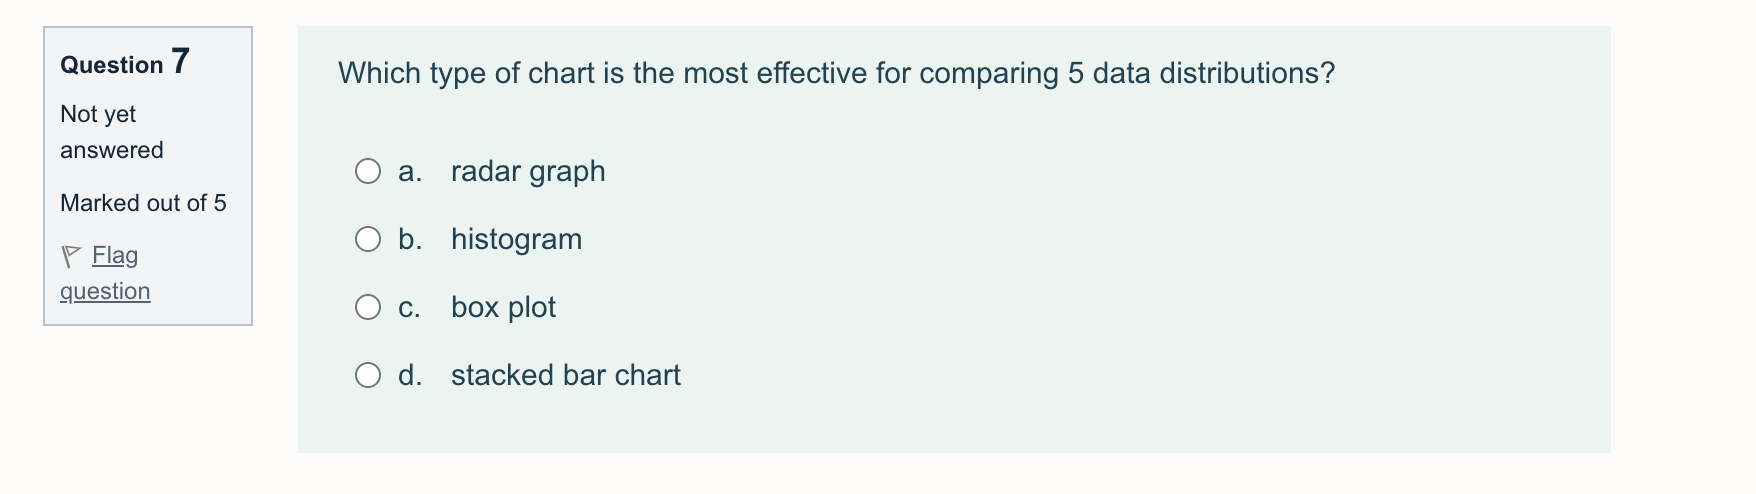 Question 7
Not yet
answered
Marked out of 5
Flag
question
Which type of chart is the most effective for comparing 5 data distributions?
a. radar graph
b. histogram
c. box plot
d. stacked bar chart